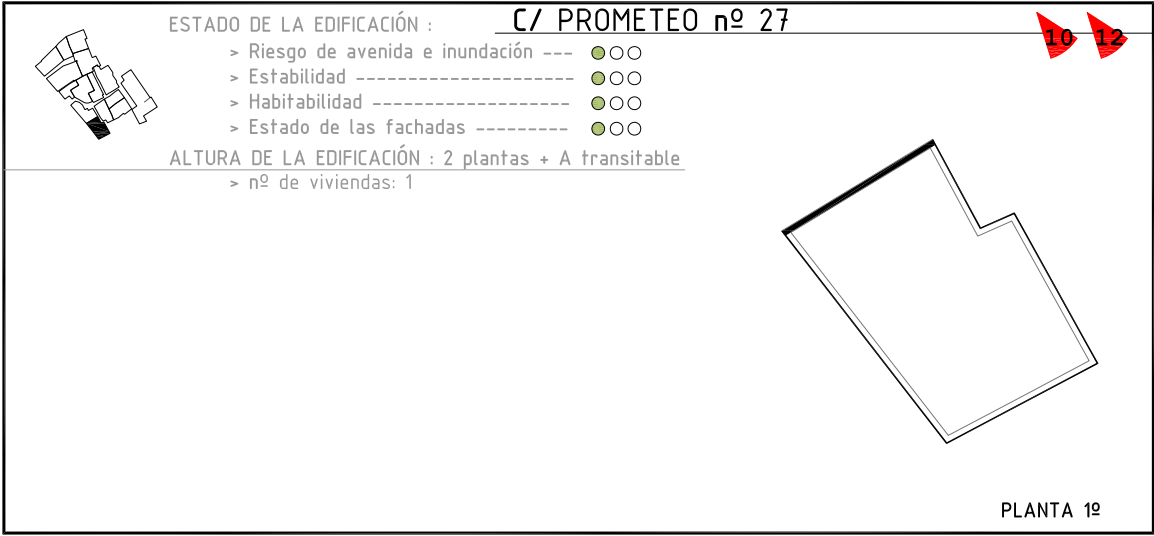 C/ PROMETEO nº 27
10 12
ESTADO DE LA EDIFICACIÓN :
> Riesgo de avenida e inundación ---
> Estabilidad ---------------------
> Habitabilidad -------------------
> Estado de las fachadas ---------
ALTURA DE LA EDIFICACIÓN : 2 plantas + A transitable
> nº de viviendas: 1
PLANTA 1º